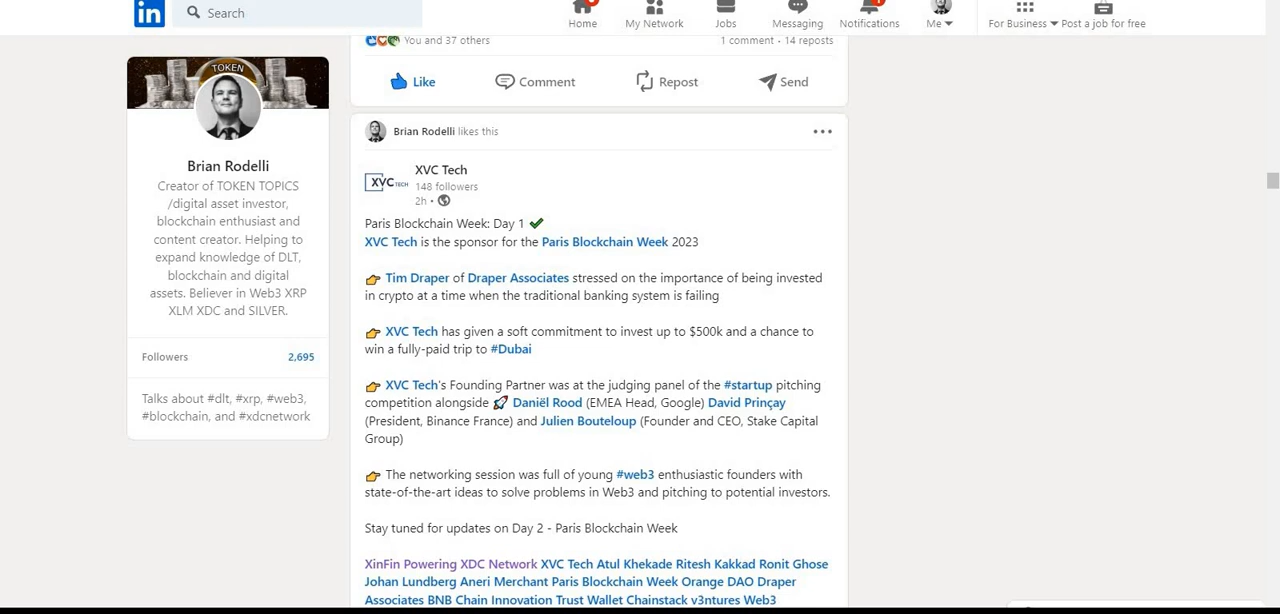 in
Search
Home
My Network
Jobs
Messaging
Notifications
Me
For Business
Post a job for free
You and 37 others
1 comment • 14 reposts
Like
Comment
Repost
Send
TOKEN
Brian Rodelli
Creator of TOKEN TOPICS
/digital asset investor,
blockchain enthusiast and
content creator. Helping to
expand knowledge of DLT,
blockchain and digital
assets. Believer in Web3 XRP
XLM XDC and SILVER.
Followers 2,695
Talks about #dlt, #xrp, #web3,
#blockchain, and #xdcnetwork
Brian Rodelli likes this
XVC TECH
XVC Tech
148 followers
2h •
Paris Blockchain Week: Day 1
XVC Tech is the sponsor for the Paris Blockchain Week 2023
Tim Draper of Draper Associates stressed on the importance of being invested
in crypto at a time when the traditional banking system is failing
XVC Tech has given a soft commitment to invest up to $500k and a chance to
win a fully-paid trip to #Dubai
XVC Tech's Founding Partner was at the judging panel of the #startup pitching
competition alongside Daniël Rood (EMEA Head, Google) David Prinçay
(President, Binance France) and Julien Bouteloup (Founder and CEO, Stake Capital
Group)
The networking session was full of young #web3 enthusiastic founders with
state-of-the-art ideas to solve problems in Web3 and pitching to potential investors.
Stay tuned for updates on Day 2 - Paris Blockchain Week
XinFin Powering XDC Network XVC Tech Atul Khekade Ritesh Kakkad Ronit Ghose
Johan Lundberg Aneri Merchant Paris Blockchain Week Orange DAO Draper
Associates BNB Chain Innovation Trust Wallet Chainstack v3ntures Web3